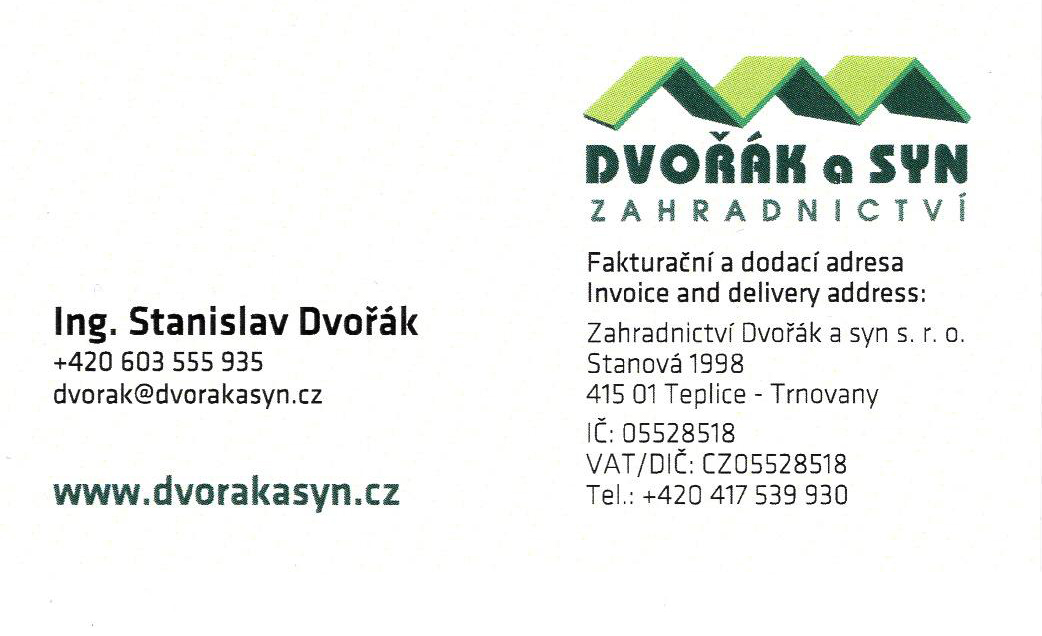 Ing. Stanislav Dvořák
+420 603 555 935
dvorak@dvorakasyn.cz
www.dvorakasyn.cz
DVOŘÁK a SYN
ZAHRADNICTVÍ
Fakturační a dodací adresa
Invoice and delivery address:
Zahradnictví Dvořák a syn s. r. o.
Stanová 1998
415 01 Teplice - Trnovany
IČ: 05528518
VAT/DIČ: CZ05528518
Tel.: +420 417 539 930